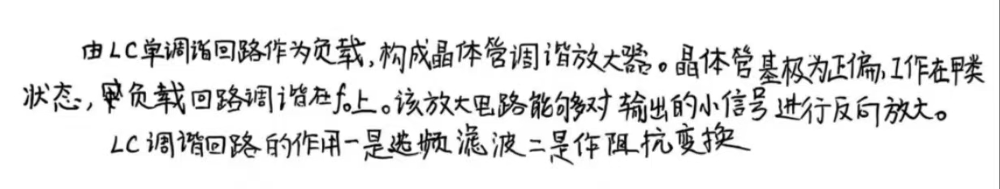 由LC单调谐回路作为负载,构成晶体管调谐放大器。晶体管基极为正偏,工作在甲类
状态,负载回路调谐在f₀上。该放大电路能够对输出的小信号进行反向放大。
LC调谐回路的作用一是选频滤波二是作阻抗变换